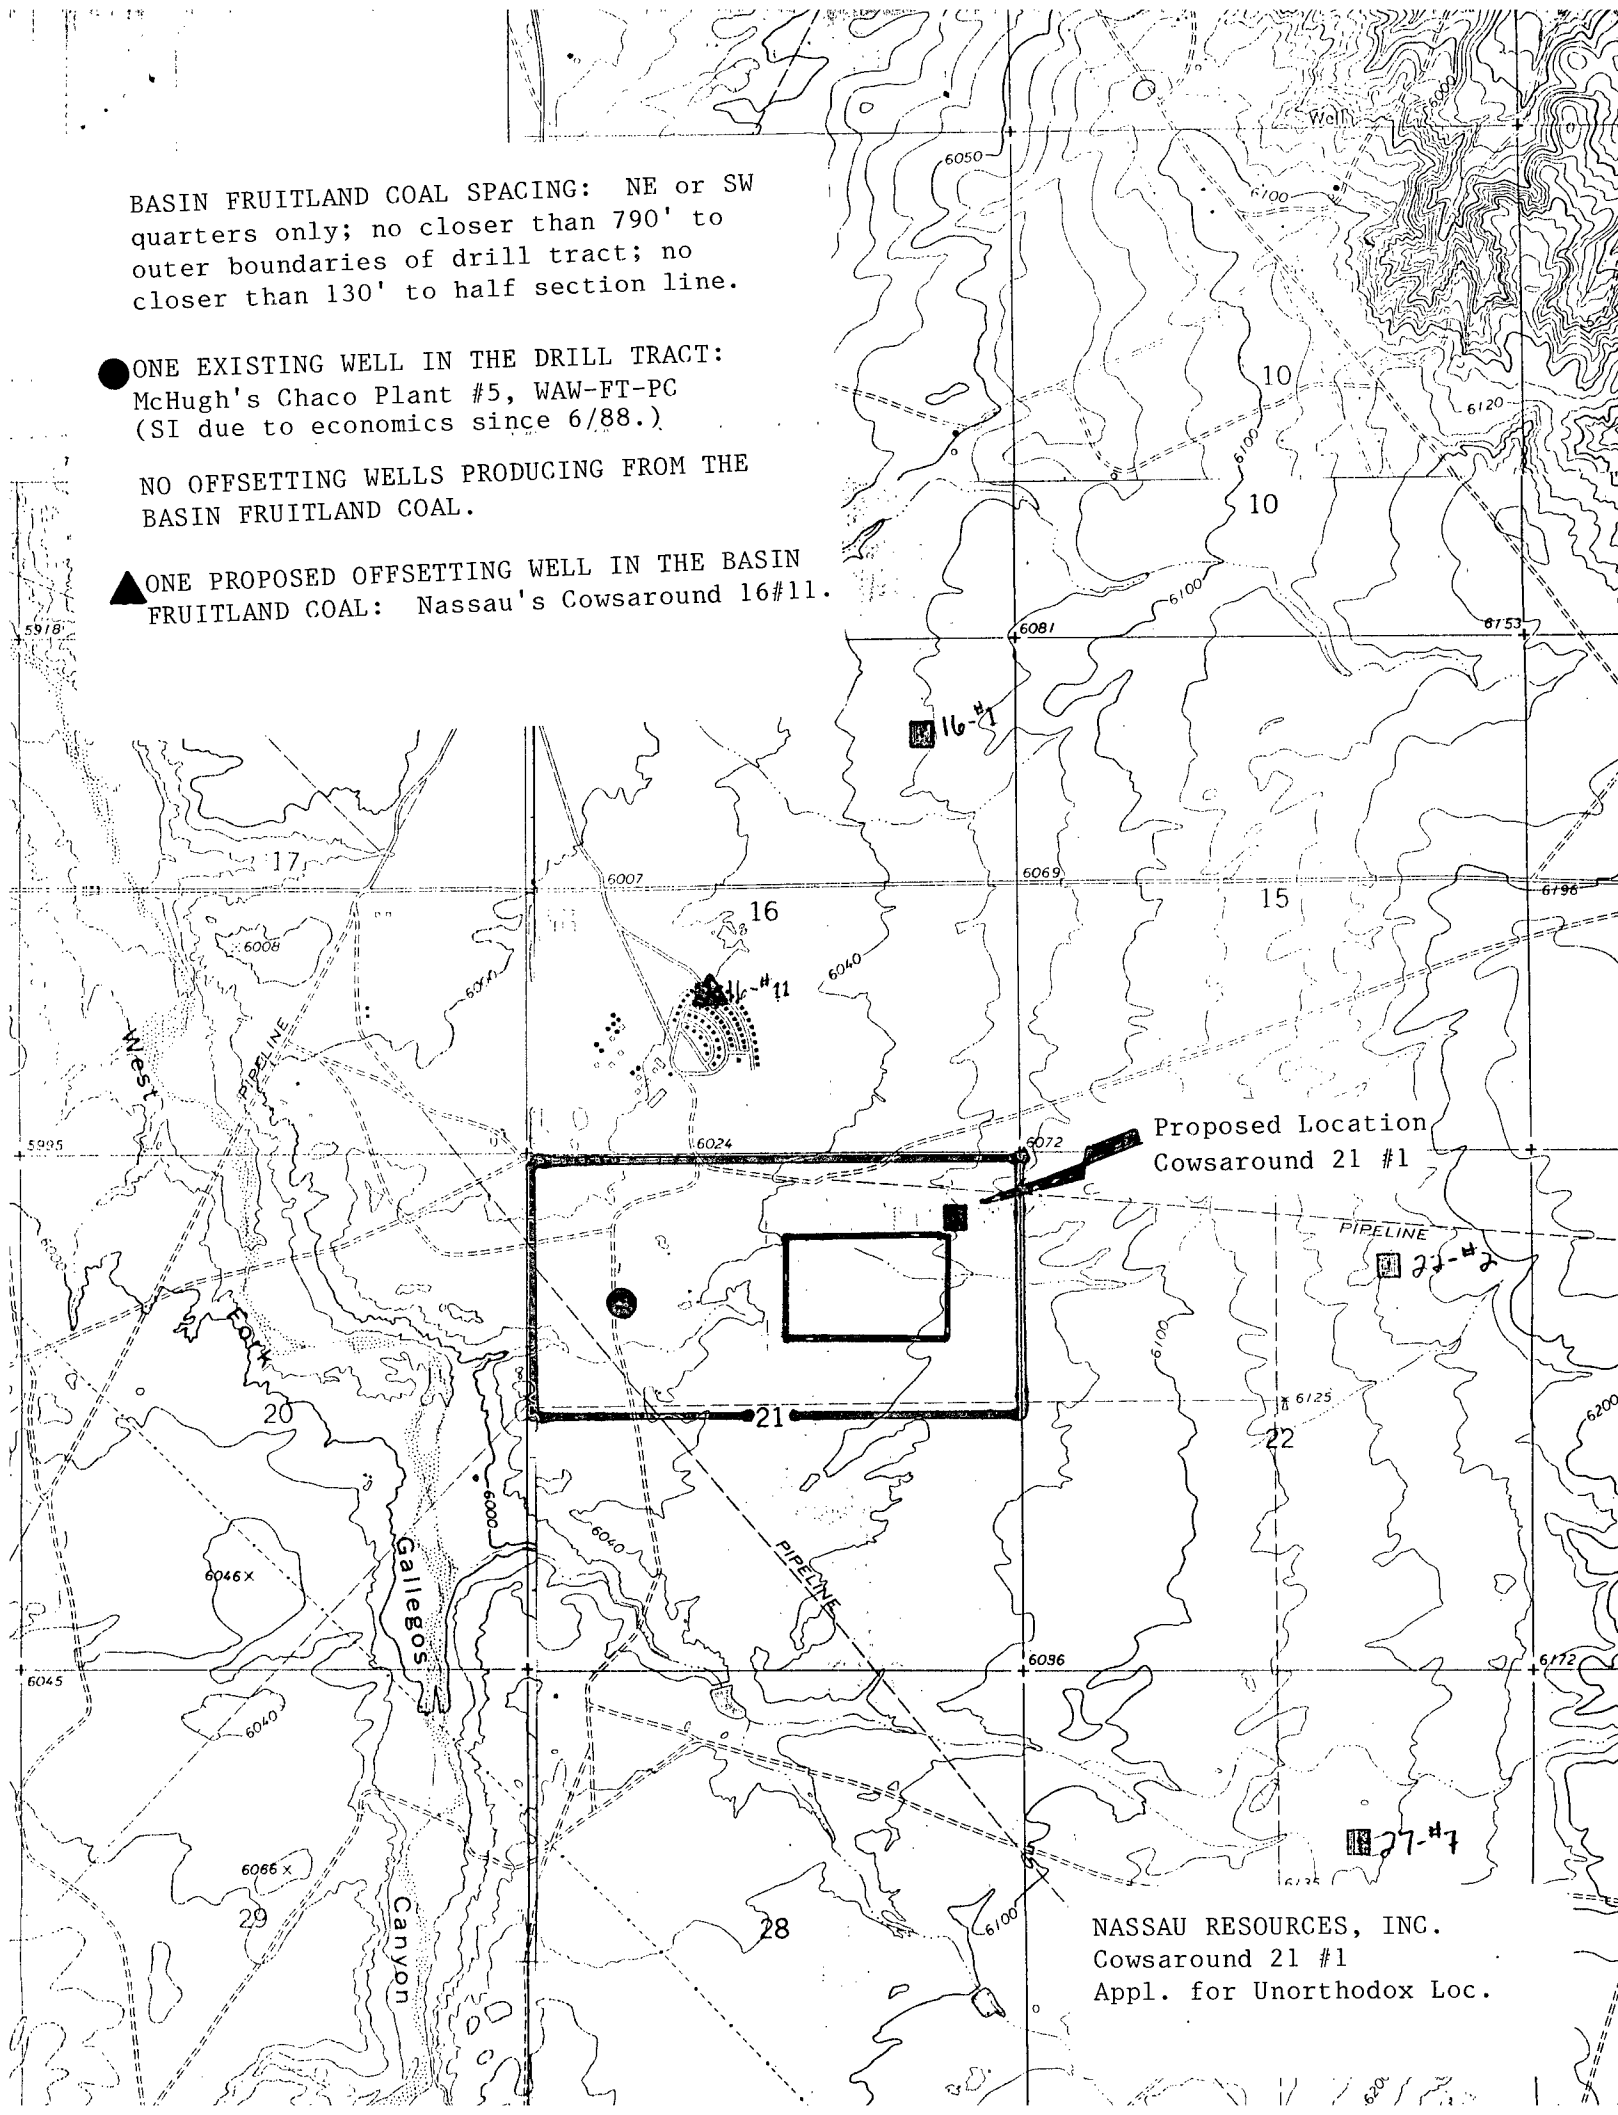 Well
6000
6050
6100
BASIN FRUITLAND COAL SPACING: NE or SW
quarters only; no closer than 790' to
outer boundaries of drill tract; no
closer than 130' to half section line.
ONE EXISTING WELL IN THE DRILL TRACT:
McHugh's Chaco Plant #5, WAW-FT-PC
(SI due to economics since 6/88.)
10
6120
6100
NO OFFSETTING WELLS PRODUCING FROM THE
BASIN FRUITLAND COAL.
10
ONE PROPOSED OFFSETTING WELL IN THE BASIN
FRUITLAND COAL: Nassau's Cowsaround 16#11.
6100
5918
6081
6153
16-#1
17
6007
6069
16
15
6196
6008
6040
6000
16-#11
West
PIPELINE
5995
6024
6072
Proposed Location
Cowsaround 21 #1
PIPELINE
22-#2
Fork
6100
20
21
6125
22
6200
6000
6040
6046
Gallegos
PIPELINE
6045
6096
6172
6040
27-#7
6066
29
Canyon
28
6100
NASSAU RESOURCES, INC.
Cowsaround 21 #1
Appl. for Unorthodox Loc.